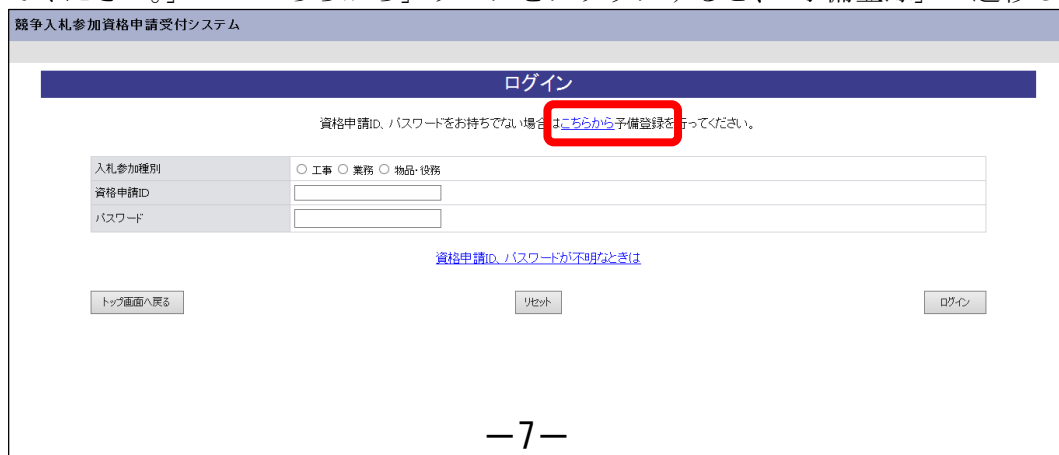 競争入札参加資格申請受付システム
ログイン
資格申請ID、パスワードをお持ちでない場合はこちらから予備登録を行ってください。
入札参加種別 ○ 工事 ○ 業務 ○ 物品・役務
資格申請ID
パスワード
資格申請ID、パスワードが不明なときは
トップ画面へ戻る リセット ログイン
－7－